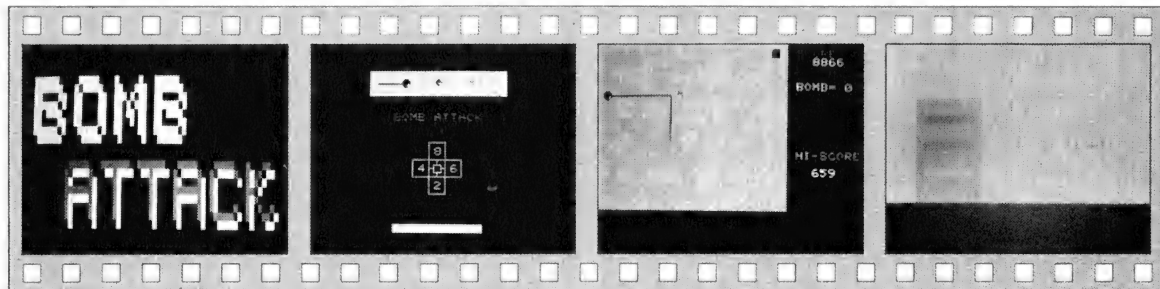 BOMB
ATTACK
BOMB ATTACK
8
4 6
2
8866
BOMB= 0
HI-SCORE
659